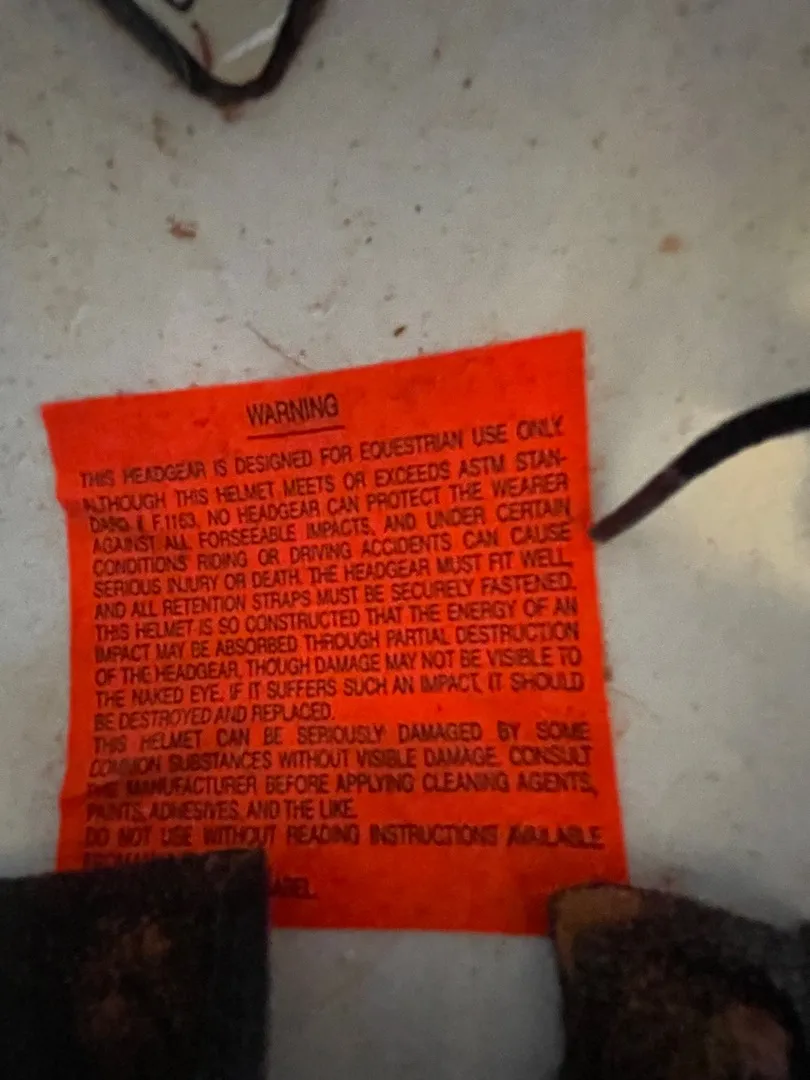 WARNING
THIS HEADGEAR IS DESIGNED FOR EQUESTRIAN USE ONLY.
ALTHOUGH THIS HELMET MEETS OR EXCEEDS ASTM STAN-
DARD F1163, NO HEADGEAR CAN PROTECT THE WEARER
AGAINST ALL FORSEEABLE IMPACTS, AND UNDER CERTAIN
CONDITIONS RIDING OR DRIVING ACCIDENTS CAN CAUSE
SERIOUS INJURY OR DEATH. THE HEADGEAR MUST FIT WELL,
AND ALL RETENTION STRAPS MUST BE SECURELY FASTENED.
THIS HELMET IS SO CONSTRUCTED THAT THE ENERGY OF AN
IMPACT MAY BE ABSORBED THROUGH PARTIAL DESTRUCTION
OF THE HEADGEAR, THOUGH DAMAGE MAY NOT BE VISIBLE TO
THE NAKED EYE. IF IT SUFFERS SUCH AN IMPACT, IT SHOULD
BE DESTROYED AND REPLACED.
THIS HELMET CAN BE SERIOUSLY DAMAGED BY SOME
COMMON SUBSTANCES WITHOUT VISIBLE DAMAGE. CONSULT
THE MANUFACTURER BEFORE APPLYING CLEANING AGENTS,
PAINTS, ADHESIVES, AND THE LIKE.
DO NOT USE WITHOUT READING INSTRUCTIONS AVAILABLE